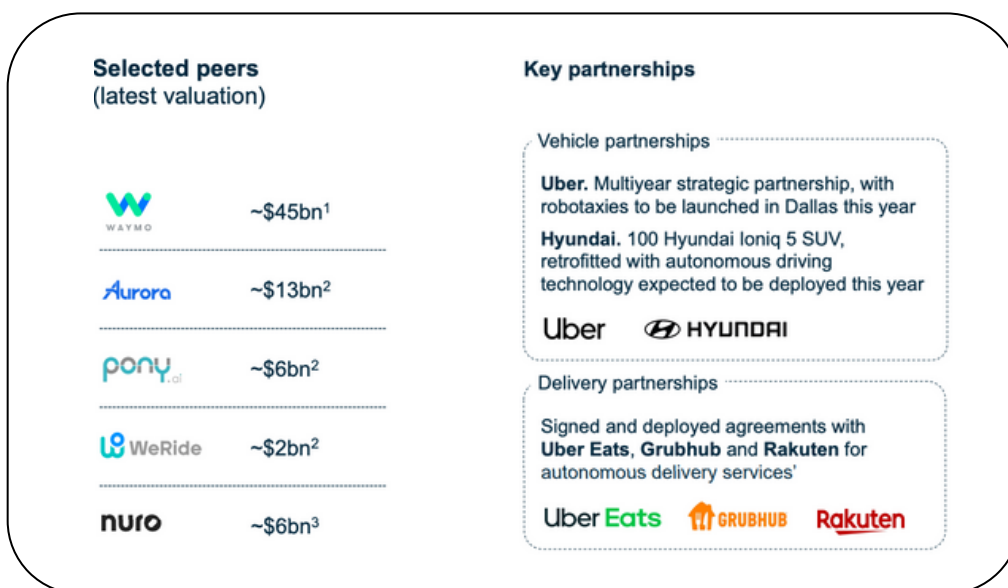 Selected peers
(latest valuation)
WAYMO
~$45bn¹
Aurora
~$13bn²
pony.ai
~$6bn²
WeRide
~$2bn²
nuro
~$6bn³
Key partnerships
Vehicle partnerships
Uber. Multiyear strategic partnership, with
robotaxies to be launched in Dallas this year
Hyundai. 100 Hyundai Ioniq 5 SUV,
retrofitted with autonomous driving
technology expected to be deployed this year
Uber
HYUNDAI
Delivery partnerships
Signed and deployed agreements with
Uber Eats, Grubhub and Rakuten for
autonomous delivery services’
Uber Eats
GRUBHUB
Rakuten